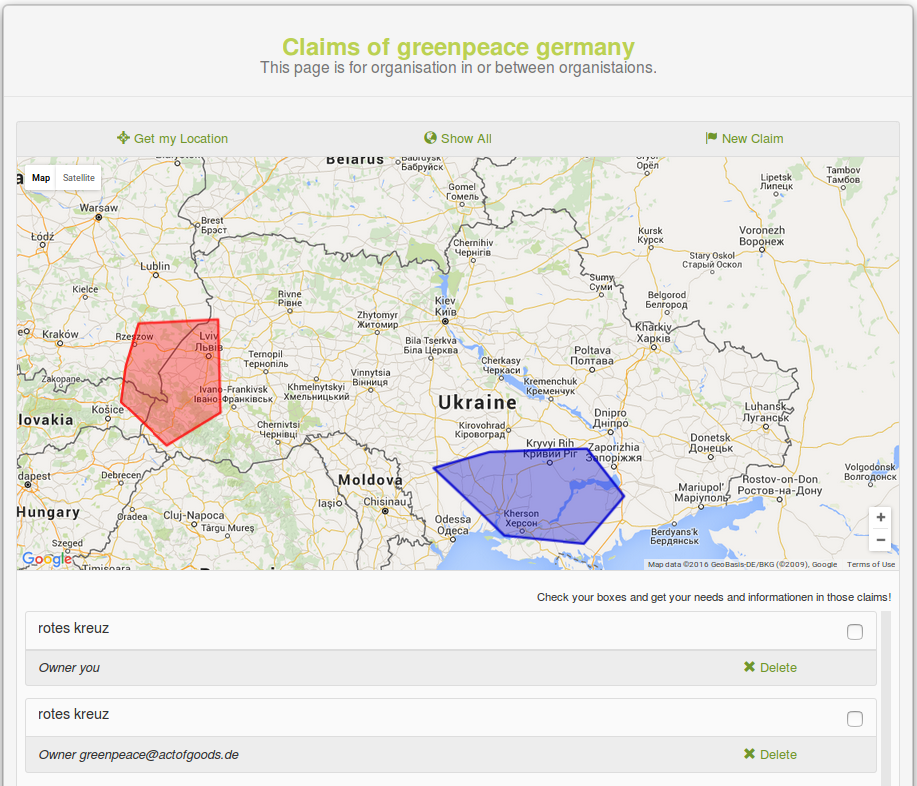 Claims of greenpeace germany
This page is for organisation in or between organistaions.
Get my Location
Show All
New Claim
Map
Satellite
Belarus
Babruysk
Бабруйск
Gomel
Гомель
Орёл
Lipetsk
Липецк
Tambov
Тамбов
Warsaw
Brest
Брэст
Łódź
Lublin
Kielce
Chernihiv
Чернігів
Kursk
Курск
Voronezh
Воронеж
Stary Oskol
Старый Оскол
Sumy
Суми
Belgorod
Белгород
Rivne
Рівне
Zhytomyr
Житомир
Kiev
Київ
Kharkiv
Харків
Kraków
Rzeszow
Lviv
Львів
Bila Tserkva
Біла Церква
Ternopil
Тернопіль
Poltava
Полтава
Cherkasy
Черкаси
Vinnytsia
Вінниця
Khmelnytskyi
Хмельницький
Kremenchuk
Кременчук
Zakopane
Ivano-Frankivsk
Івано-Франківськ
Ukraine
Luhansk
Луганськ
Košice
lovakia
Chernivtsi
Чернівці
Kirovohrad
Кіровоград
Dnipro
Дніпро
Donetsk
Донецьк
Kryvyi Rih
Кривий Ріг
Zaporizhia
Запоріжжя
Volgodonsk
Волгодонск
dapest
Debrecen
Moldova
Iași
Chisinau
Mariupol'
Маріуполь
Rostov-on-Don
Ростов-на-Дону
Hungary
Oradea
Cluj-Napoca
Târgu Mureș
Odessa
Одеса
Kherson
Херсон
Berdyans'k
Бердянськ
Szeged
Timișoara
Google
Map data ©2016 GeoBasis-DE/BKG (©2009), Google
Terms of Use
Check your boxes and get your needs and informationen in those claims!
rotes kreuz
Owner you
Delete
rotes kreuz
Owner greenpeace@actofgoods.de
Delete